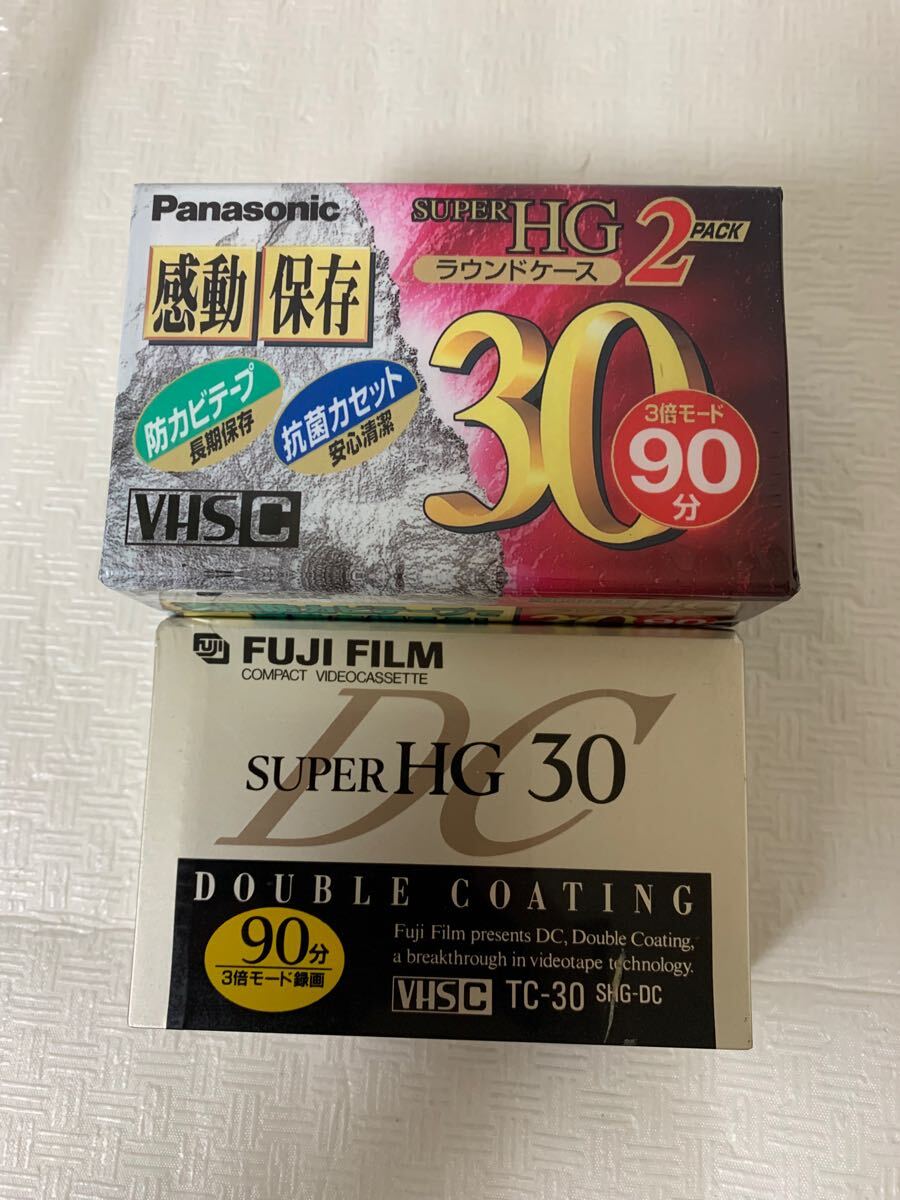 Panasonic
SUPER HG 2 PACK
ラウンドケース
感動 保存
30
防カビテープ
長期保存
抗菌カセット
安心清潔
3倍モード
90
分
VHS C
FUJI FILM
COMPACT VIDEOCASSETTE
DC
SUPER HG 30
DOUBLE COATING
90分
3倍モード録画
Fuji Film presents DC, Double Coating,
a breakthrough in videotape technology.
VHS C TC-30 SHG-DC